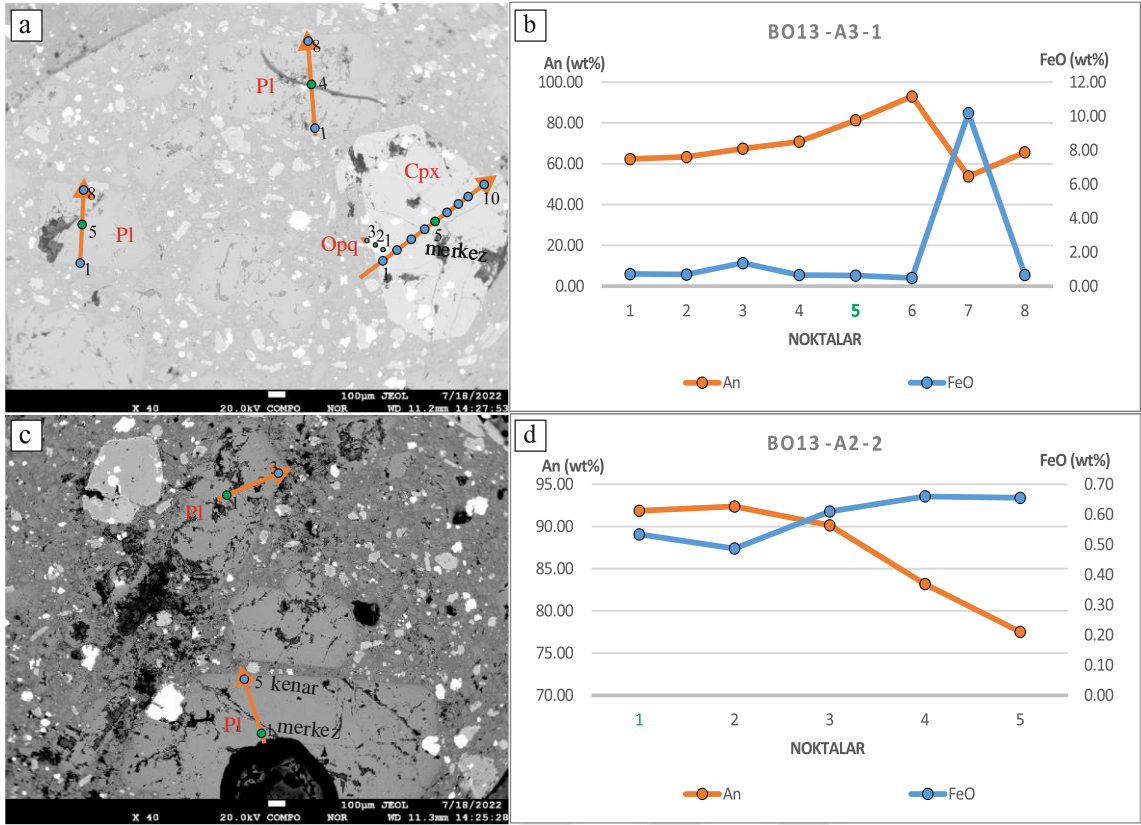 a
8
Pl
4
1
Cpx
8
10
5
Pl
5
321
Opq
merkez
1
1
100µm JEOL 7/18/2022
X 40 20.0kV COMPO NOR WD 11.2mm 14:27:53
b
BO13-A3-1
An (wt%)
FeO (wt%)
100.00
80.00
60.00
40.00
20.00
0.00
12.00
10.00
8.00
6.00
4.00
2.00
0.00
1 2 3 4 5 6 7 8
NOKTALAR
An FeO
c
3
1
Pl
5 kenar
Pl
1 merkez
100µm JEOL 7/18/2022
X 40 20.0kV COMPO NOR WD 11.3mm 14:25:28
d
BO13-A2-2
An (wt%)
FeO (wt%)
95.00
90.00
85.00
80.00
75.00
70.00
0.70
0.60
0.50
0.40
0.30
0.20
0.10
0.00
1 2 3 4 5
NOKTALAR
An FeO